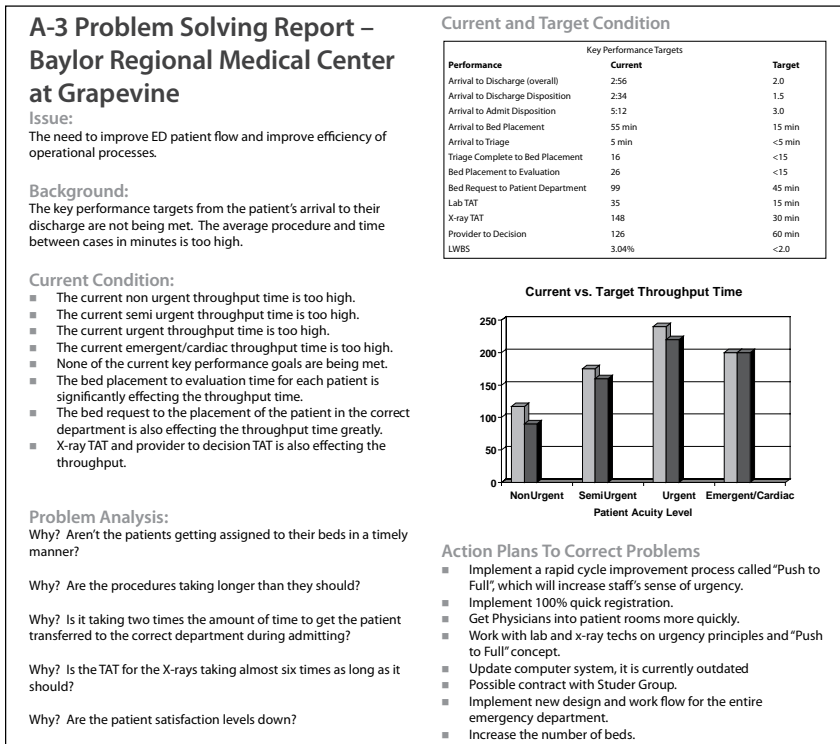 A-3 Problem Solving Report –
Baylor Regional Medical Center
at Grapevine
Issue:
The need to improve ED patient flow and improve efficiency of
operational processes.
Background:
The key performance targets from the patient's arrival to their
discharge are not being met. The average procedure and time
between cases in minutes is too high.
Current Condition:
■ The current non urgent throughput time is too high.
■ The current semi urgent throughput time is too high.
■ The current urgent throughput time is too high.
■ The current emergent/cardiac throughput time is too high.
■ None of the current key performance goals are being met.
■ The bed placement to evaluation time for each patient is
significantly effecting the throughput time.
■ The bed request to the placement of the patient in the correct
department is also effecting the throughput time greatly.
■ X-ray TAT and provider to decision TAT is also effecting the
throughput.
Problem Analysis:
Why? Aren't the patients getting assigned to their beds in a timely
manner?
Why? Are the procedures taking longer than they should?
Why? Is it taking two times the amount of time to get the patient
transferred to the correct department during admitting?
Why? Is the TAT for the X-rays taking almost six times as long as it
should?
Why? Are the patient satisfaction levels down?
Current and Target Condition
Key Performance Targets
Performance Current Target
Arrival to Discharge (overall) 2:56 2.0
Arrival to Discharge Disposition 2:34 1.5
Arrival to Admit Disposition 5:12 3.0
Arrival to Bed Placement 55 min 15 min
Arrival to Triage 5 min <5 min
Triage Complete to Bed Placement 16 <15
Bed Placement to Evaluation 26 <15
Bed Request to Patient Department 99 45 min
Lab TAT 35 15 min
X-ray TAT 148 30 min
Provider to Decision 126 60 min
LWBS 3.04% <2.0
Current vs. Target Throughput Time
250
200
150
100
50
0
NonUrgent SemiUrgent Urgent Emergent/Cardiac
Patient Acuity Level
Action Plans To Correct Problems
■ Implement a rapid cycle improvement process called "Push to
Full", which will increase staff's sense of urgency.
■ Implement 100% quick registration.
■ Get Physicians into patient rooms more quickly.
■ Work with lab and x-ray techs on urgency principles and "Push
to Full" concept.
■ Update computer system, it is currently outdated
■ Possible contract with Studer Group.
■ Implement new design and work flow for the entire
emergency department.
■ Increase the number of beds.